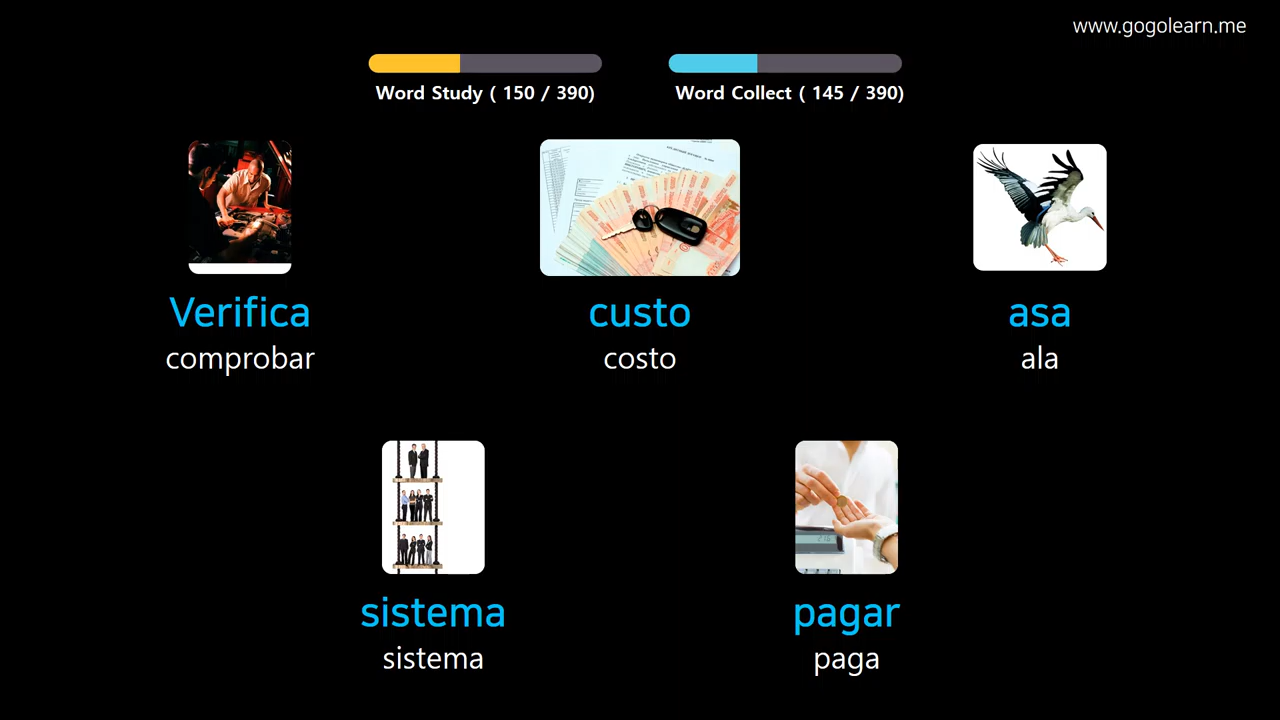 www.gogolearn.me
Word Study ( 150 / 390)
Word Collect ( 145 / 390)
Verifica
comprobar
custo
costo
asa
ala
sistema
sistema
pagar
paga